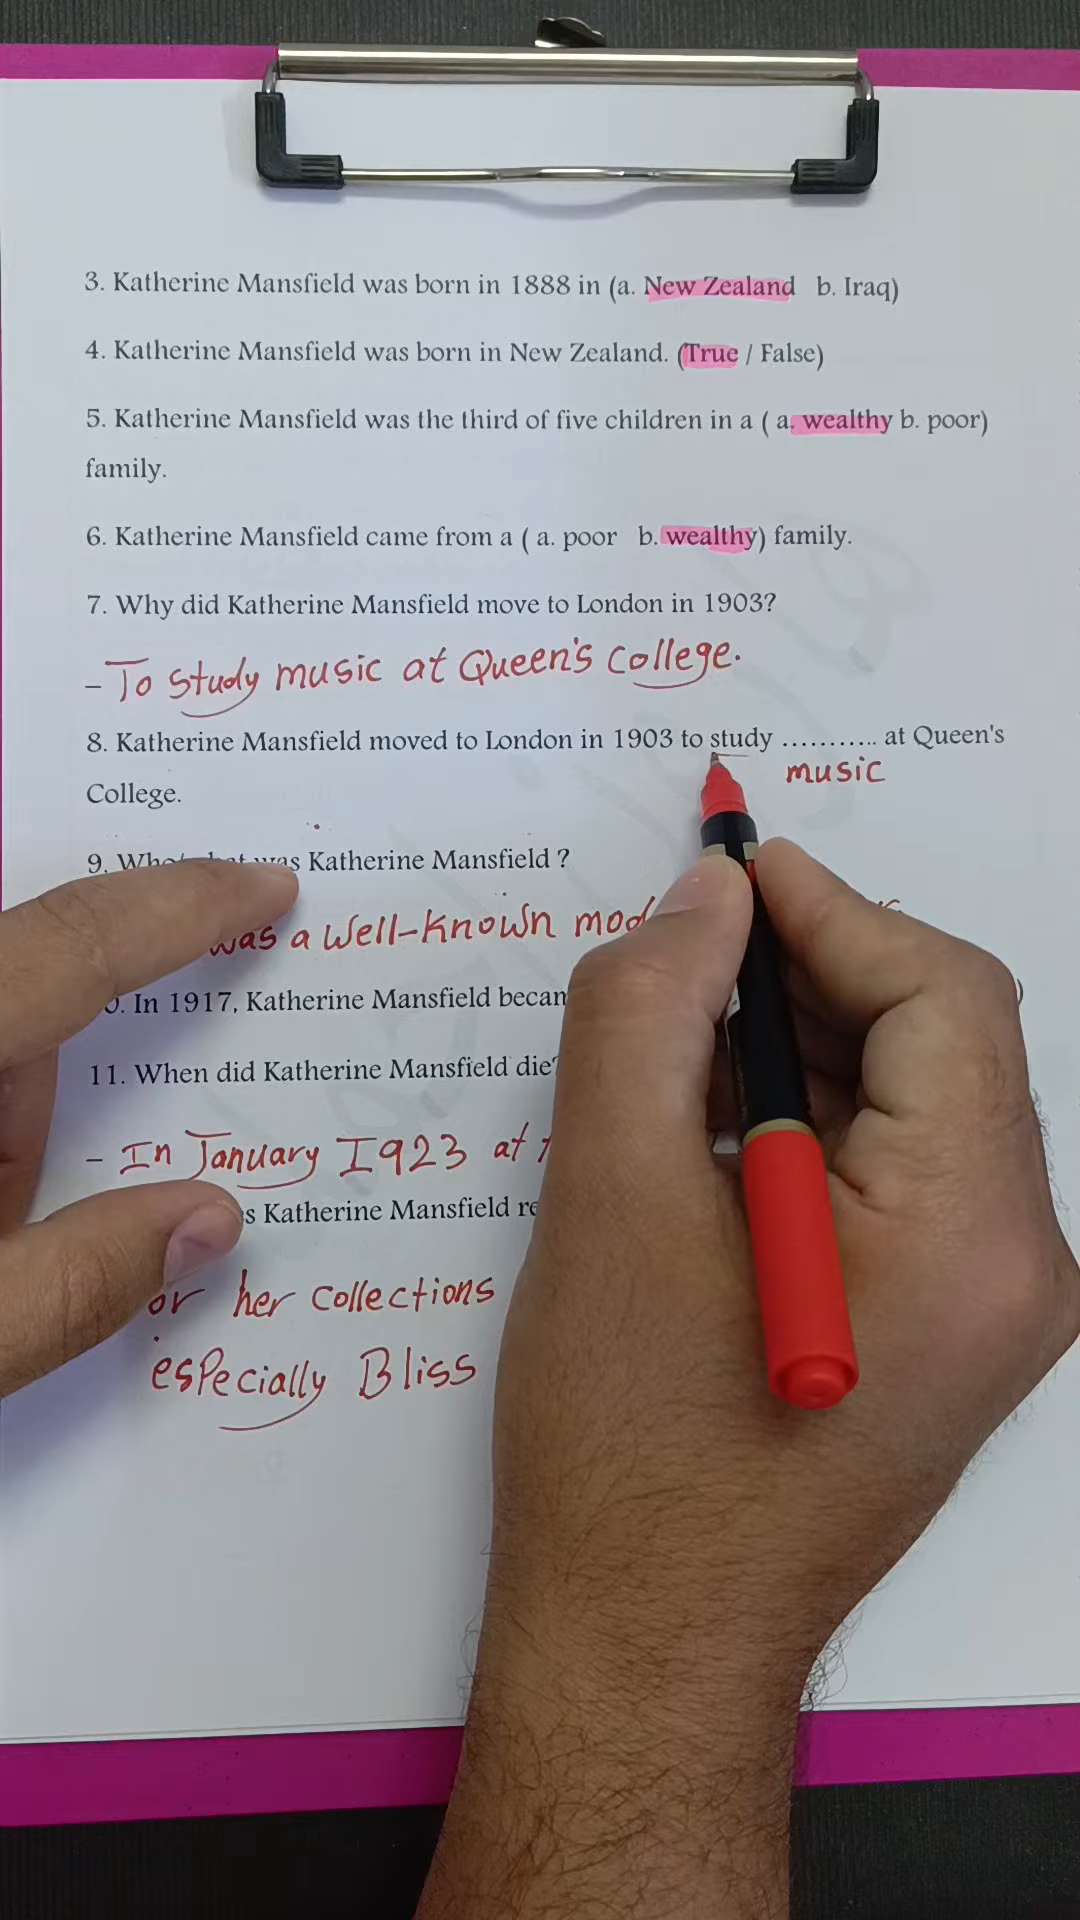 3. Katherine Mansfield was born in 1888 in (a. New Zealand b. Iraq)
4. Katherine Mansfield was born in New Zealand. (True / False)
5. Katherine Mansfield was the third of five children in a ( a. wealthy b. poor)
family.
6. Katherine Mansfield came from a ( a. poor b. wealthy) family.
7. Why did Katherine Mansfield move to London in 1903?
- To study music at Queen's college.
8. Katherine Mansfield moved to London in 1903 to study ........... at Queen's
music
College.
9. was Katherine Mansfield ?
was a well-known
In 1917, Katherine Mansfield
11. When did Katherine Mansfield die?
- In January 1923 at
Katherine Mansfield
her collections
especially Bliss